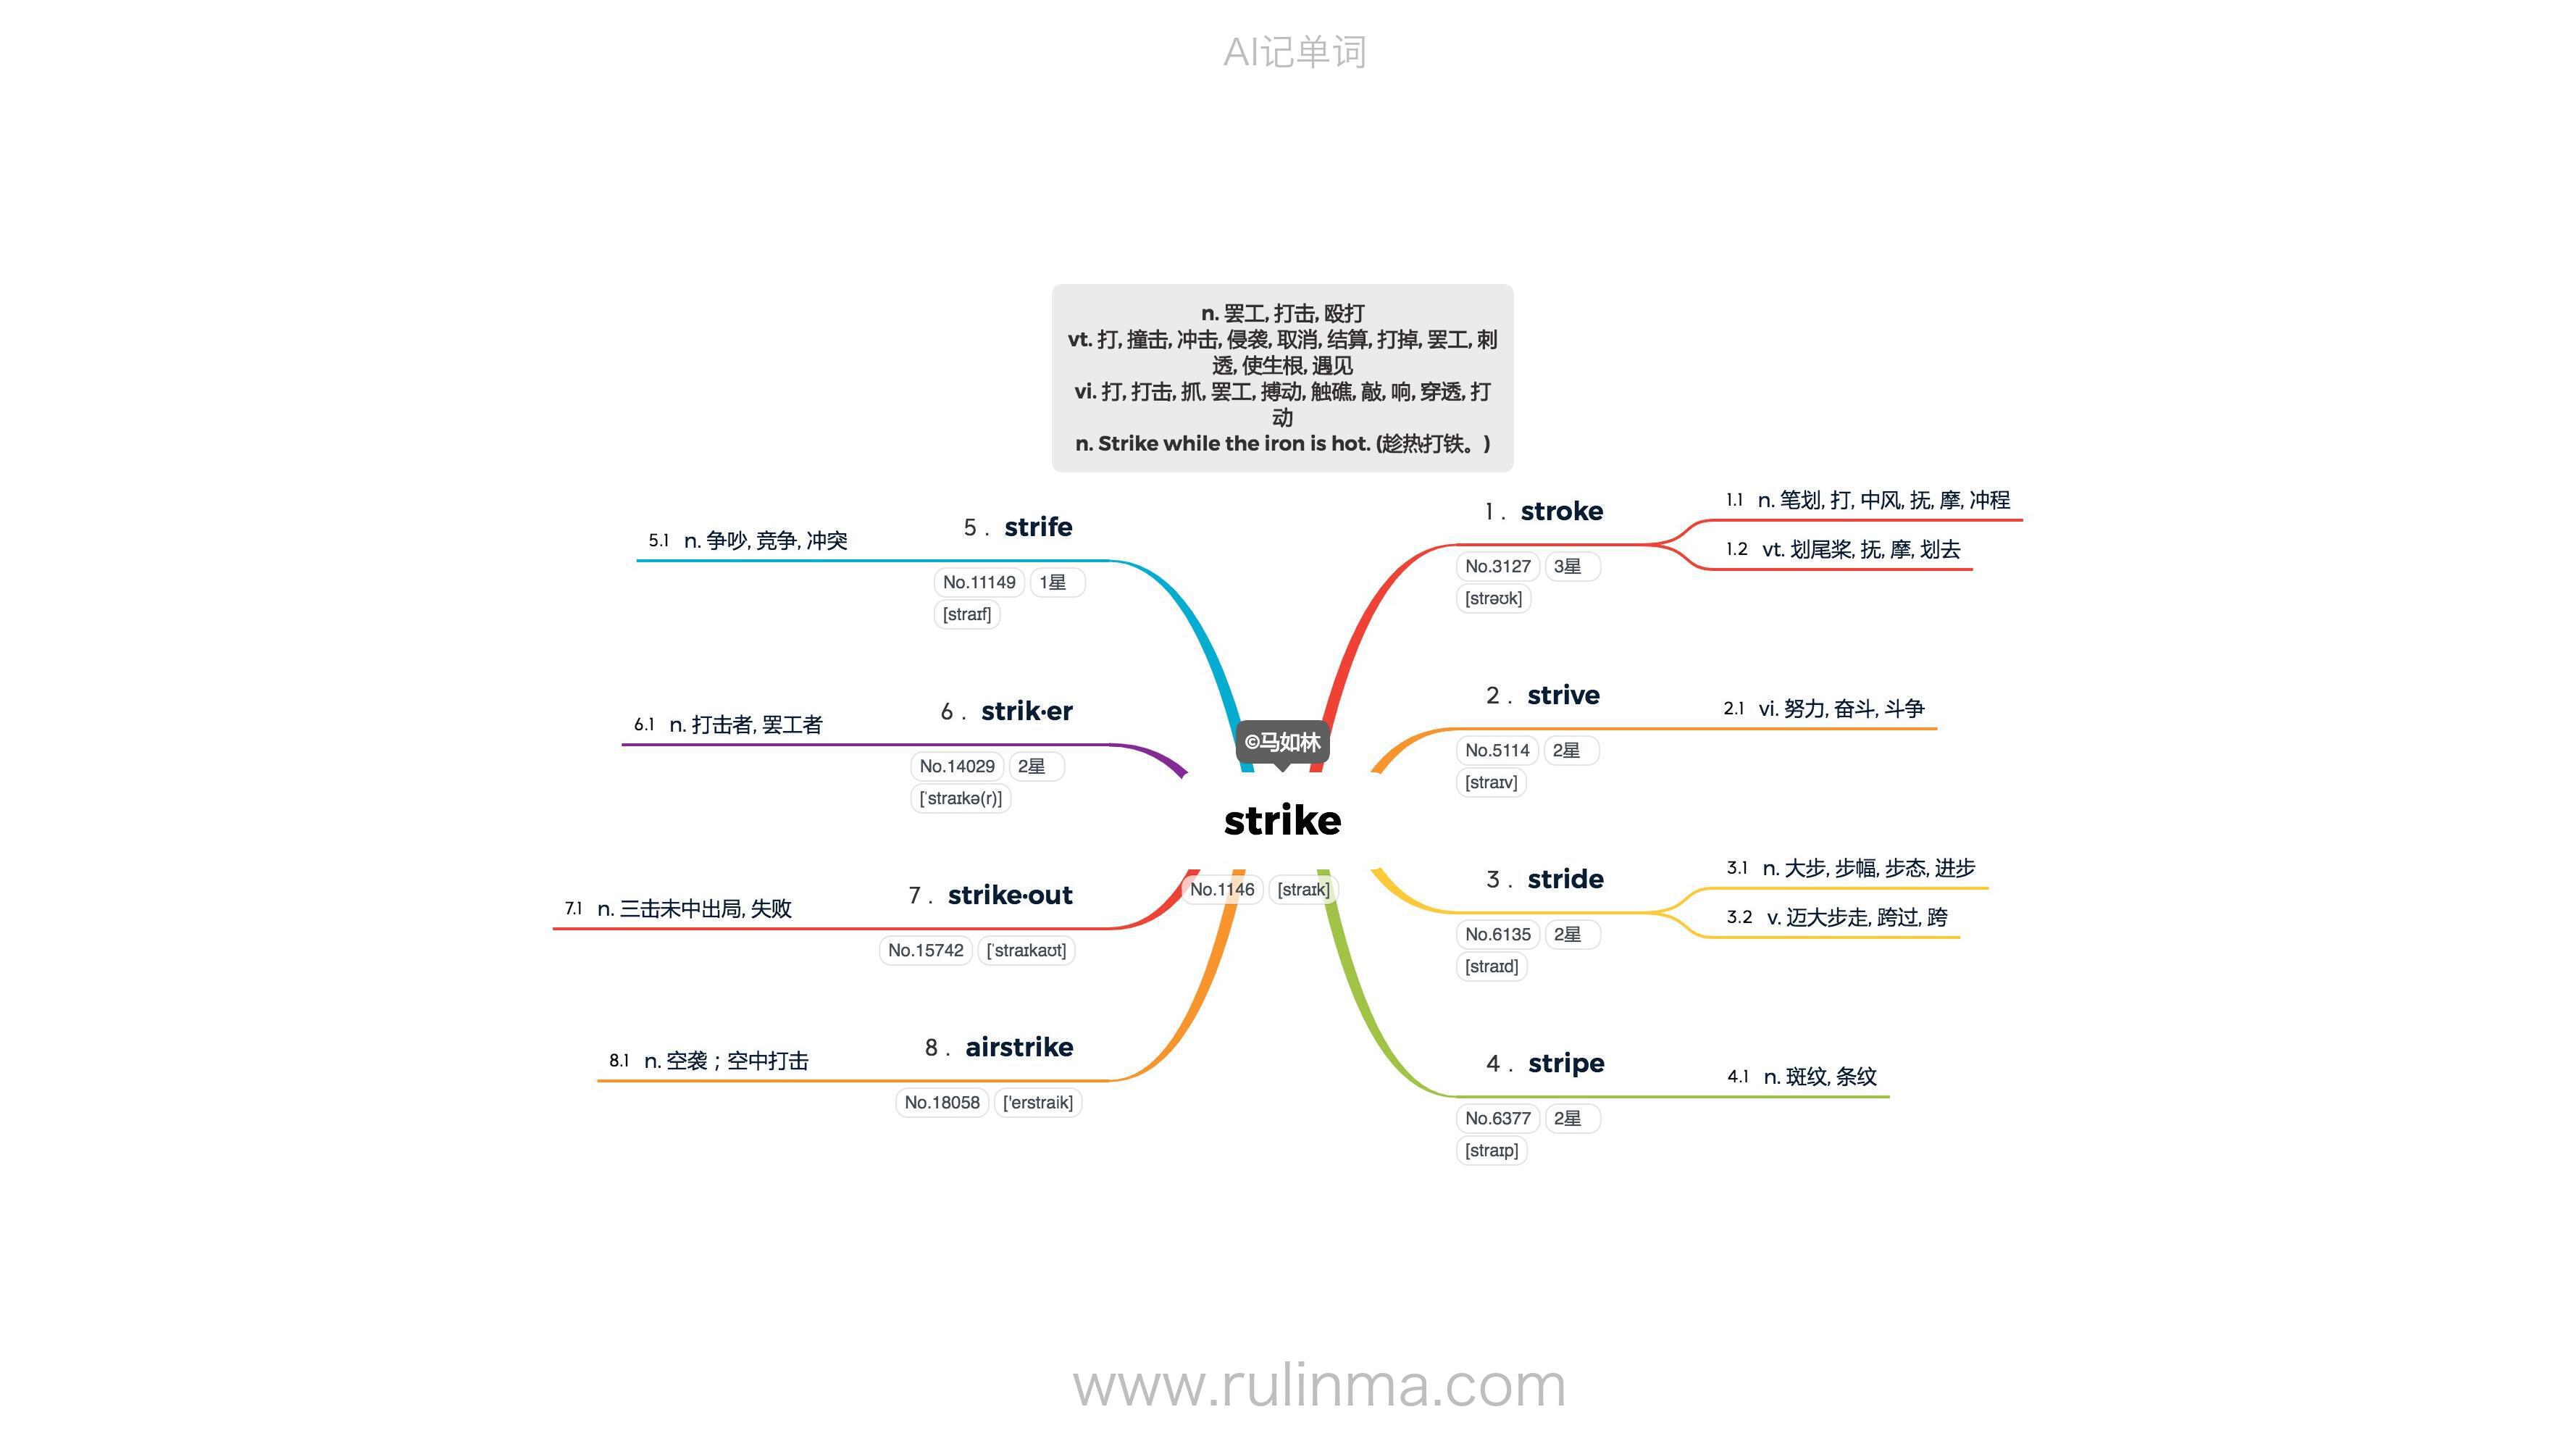 AI记单词
n. 罢工, 打击, 殴打
vt. 打, 撞击, 冲击, 侵袭, 取消, 结算, 打掉, 罢工, 刺
透, 使生根, 遇见
vi. 打, 打击, 抓, 罢工, 搏动, 触礁, 敲, 响, 穿透, 打
动
n. Strike while the iron is hot. (趁热打铁。)
©马如林
strike
No.1146 [straɪk]
1 . stroke
No.3127 3星
[strəʊk]
1.1 n. 笔划, 打, 中风, 抚, 摩, 冲程
1.2 vt. 划尾桨, 抚, 摩, 划去
2 . strive
No.5114 2星
[straɪv]
2.1 vi. 努力, 奋斗, 斗争
3 . stride
No.6135 2星
[straɪd]
3.1 n. 大步, 步幅, 步态, 进步
3.2 v. 迈大步走, 跨过, 跨
4 . stripe
No.6377 2星
[straɪp]
4.1 n. 斑纹, 条纹
5 . strife
No.11149 1星
[straɪf]
5.1 n. 争吵, 竞争, 冲突
6 . strik·er
No.14029 2星
[ˈstraɪkə(r)]
6.1 n. 打击者, 罢工者
7 . strike·out
No.15742 [ˈstraɪkaʊt]
7.1 n. 三击未中出局, 失败
8 . airstrike
No.18058 ['erstraik]
8.1 n. 空袭；空中打击
www.rulinma.com